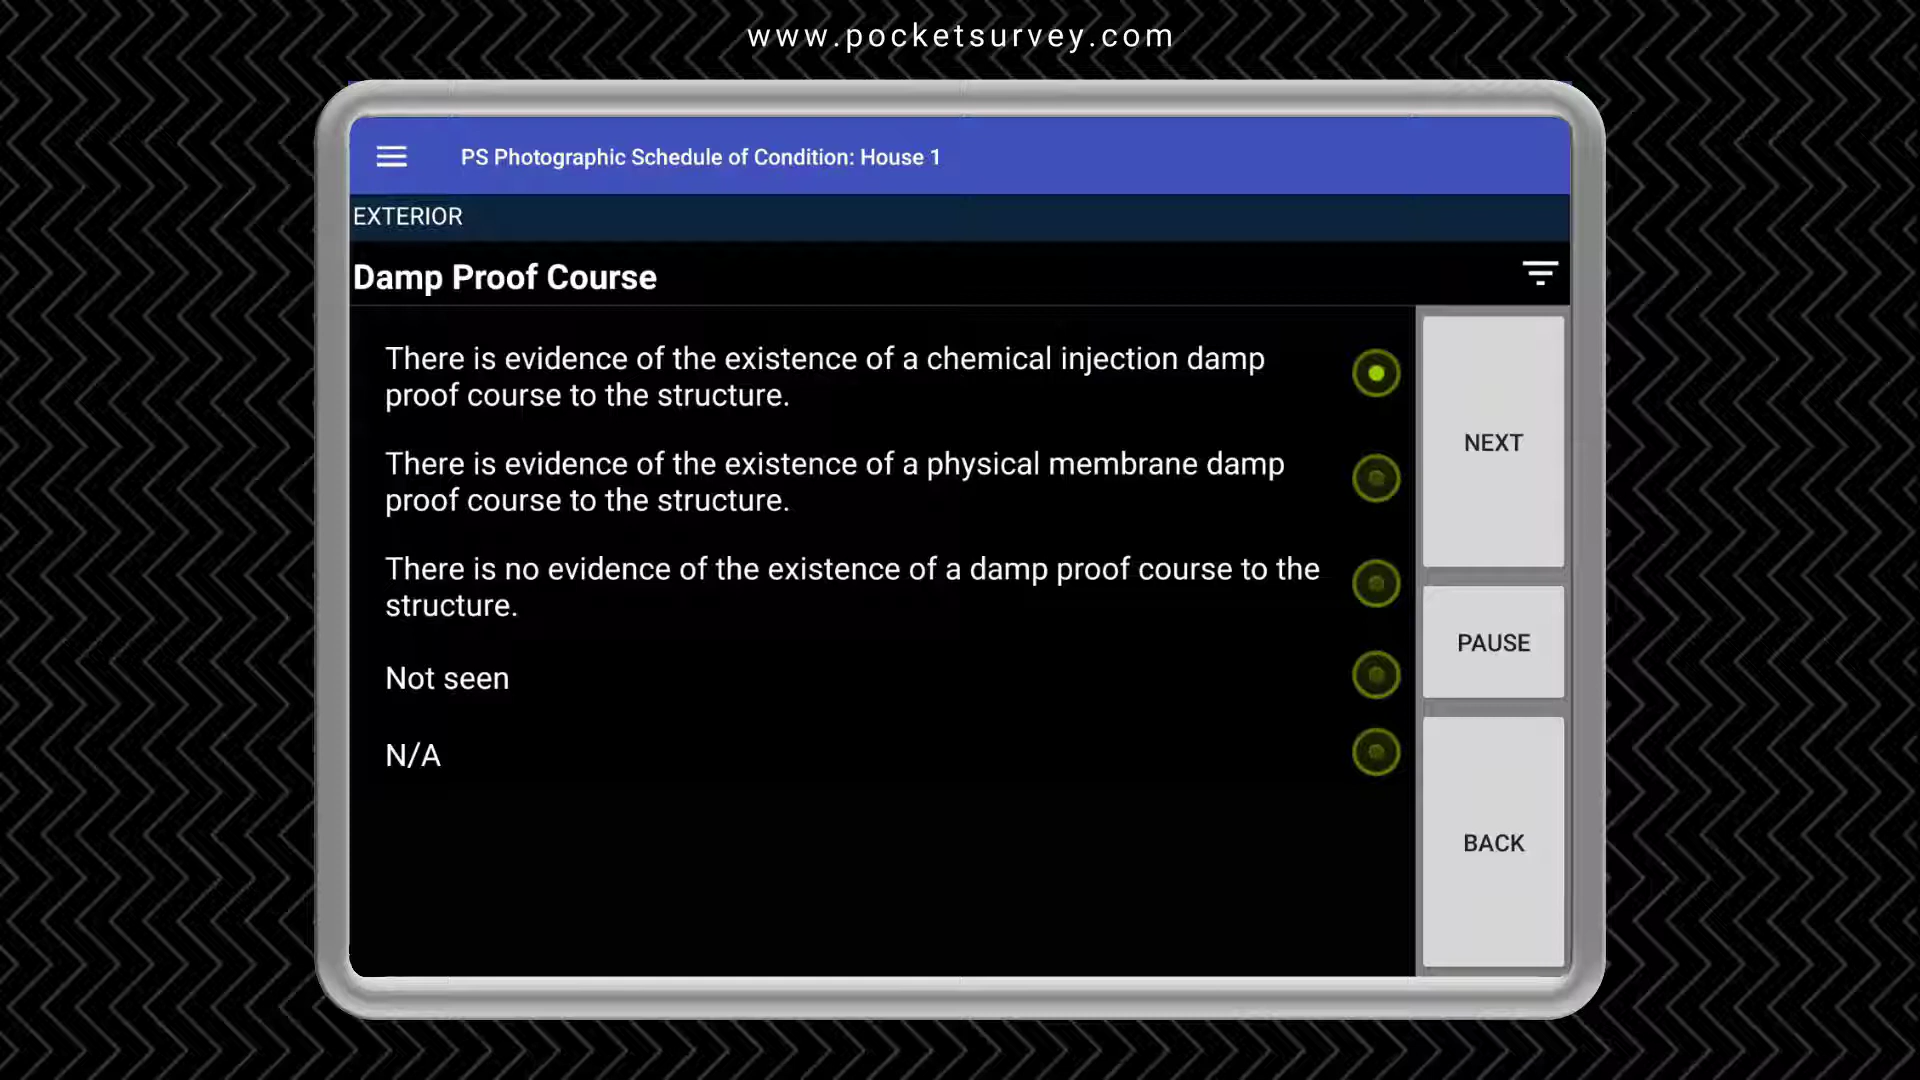 www.pocketsurvey.com
PS Photographic Schedule of Condition: House 1
EXTERIOR
Damp Proof Course
There is evidence of the existence of a chemical injection damp
proof course to the structure.
There is evidence of the existence of a physical membrane damp
proof course to the structure.
There is no evidence of the existence of a damp proof course to the
structure.
Not seen
N/A
NEXT
PAUSE
BACK